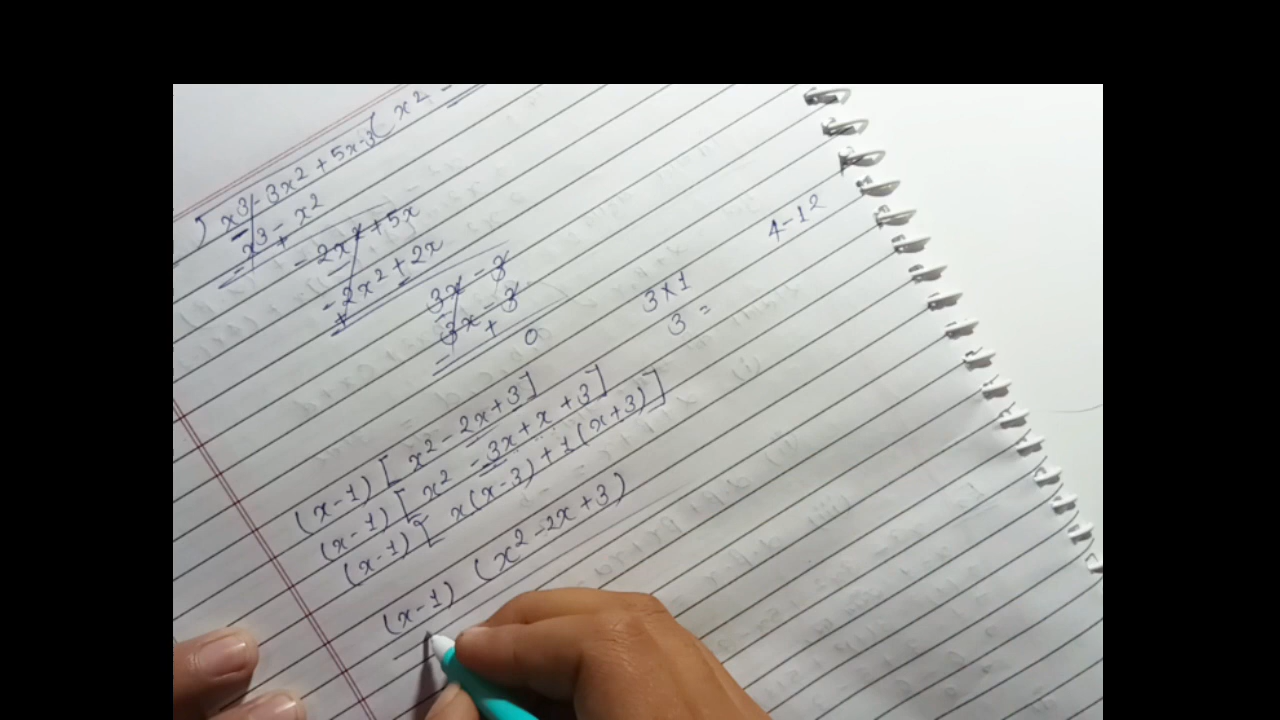 ) x3 - 3x2 + 5x-3 ( x2 -
x3 - x2
- +
- 2x2 + 5x
- 2x2 + 2x
+ -
3x - 3
3x - 3
- +
0
4-12
3×1
3 =
(x-1) [ x2 - 2x + 3 ]
(x-1) [ x2 - 3x + x + 3 ]
(x-1) [ x(x-3) + 1(x+3) ]
(x-1) (x2 - 2x + 3)